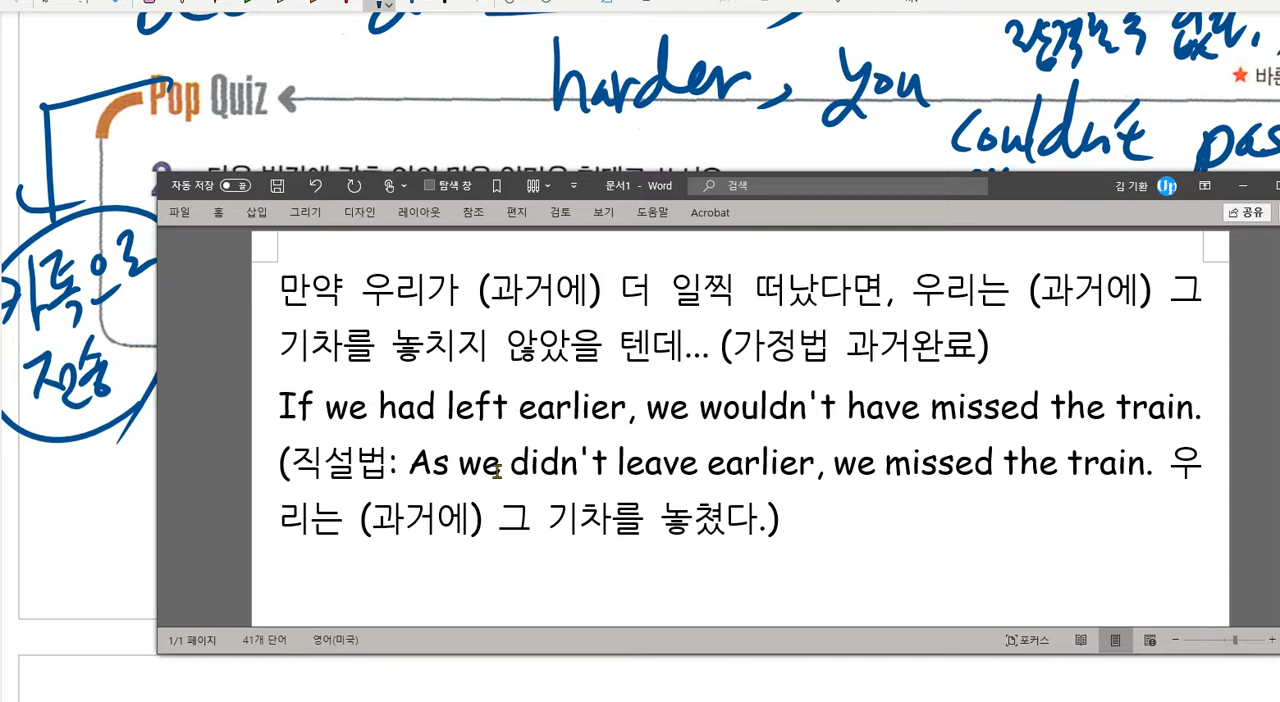 harder, you
없다.
Pop Quiz
★ 바른
couldn't pas
자동 저장 끔 탐색 창 문서1 - Word 검색 김 기환
파일 홈 삽입 그리기 디자인 레이아웃 참조 편지 검토 보기 도움말 Acrobat 공유
카톡으로
전송
만약 우리가 (과거에) 더 일찍 떠났다면, 우리는 (과거에) 그
기차를 놓치지 않았을 텐데... (가정법 과거완료)
If we had left earlier, we wouldn't have missed the train.
(직설법: As we didn't leave earlier, we missed the train. 우
리는 (과거에) 그 기차를 놓쳤다.)
1/1 페이지 41개 단어 영어(미국) 포커스